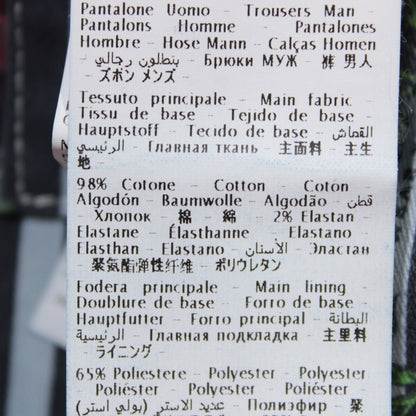 Pantalone Uomo - Trousers Man -
Pantalons Homme - Pantalones
Hombre - Hose Mann - Calças Homen
- بنطلون رجالي - Брюки МУЖ - 裤 男人
- ズボン メンズ -
Tessuto principale - Main fabric -
Tissu de base - Tejido de base -
Hauptstoff - Tecido de base - القماش
الرئيسي - Главная ткань - 主面料 - 主生
地 -
98% Cotone - Cotton - Coton -
Algodón - Baumwolle - Algodão - قطن
- Хлопок - 棉 - 綿 - - 2% Elastan -
Elastane - Élasthanne - Elastano -
Elasthan - Elastano - الأستان - Эластан
- 聚氨酯弹性纤维 - ポリウレタン
Fodera principale - Main lining -
Doublure de base - Forro de base -
Hauptfutter - Forro principal - البطانة
الرئيسية - Главная подкладка - 主里料
- ライニング -
65% Poliestere - Polyester - Polyester
- Poliéster - Polyester - Poliéster -
عديد الاستر (بولي استر) - Полиэфир - 聚